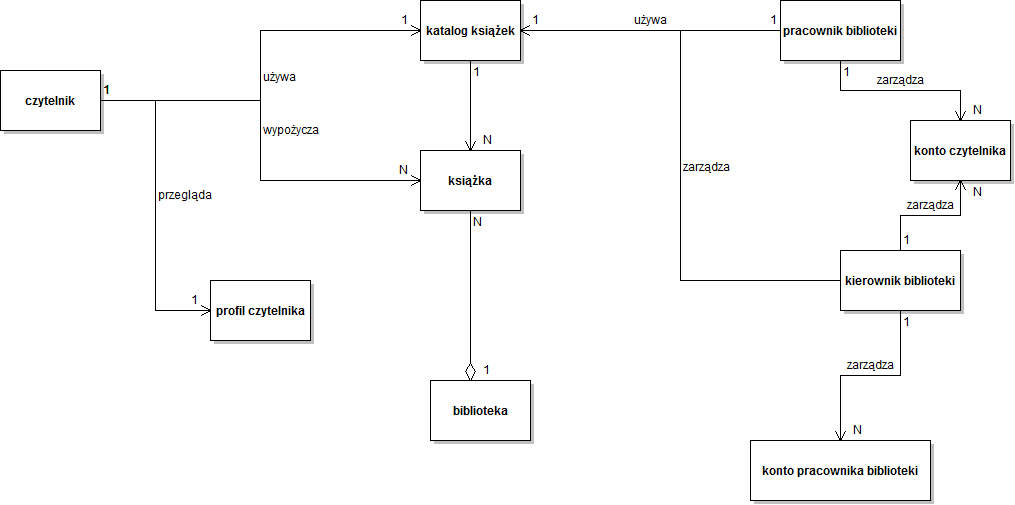 1
katalog książek
1
używa
1
pracownik biblioteki
czytelnik
1
używa
1
1
zarządza
N
wypożycza
N
N
konto czytelnika
zarządza
książka
przegląda
N
zarządza
N
1
kierownik biblioteki
1
profil czytelnika
1
zarządza
1
biblioteka
N
konto pracownika biblioteki